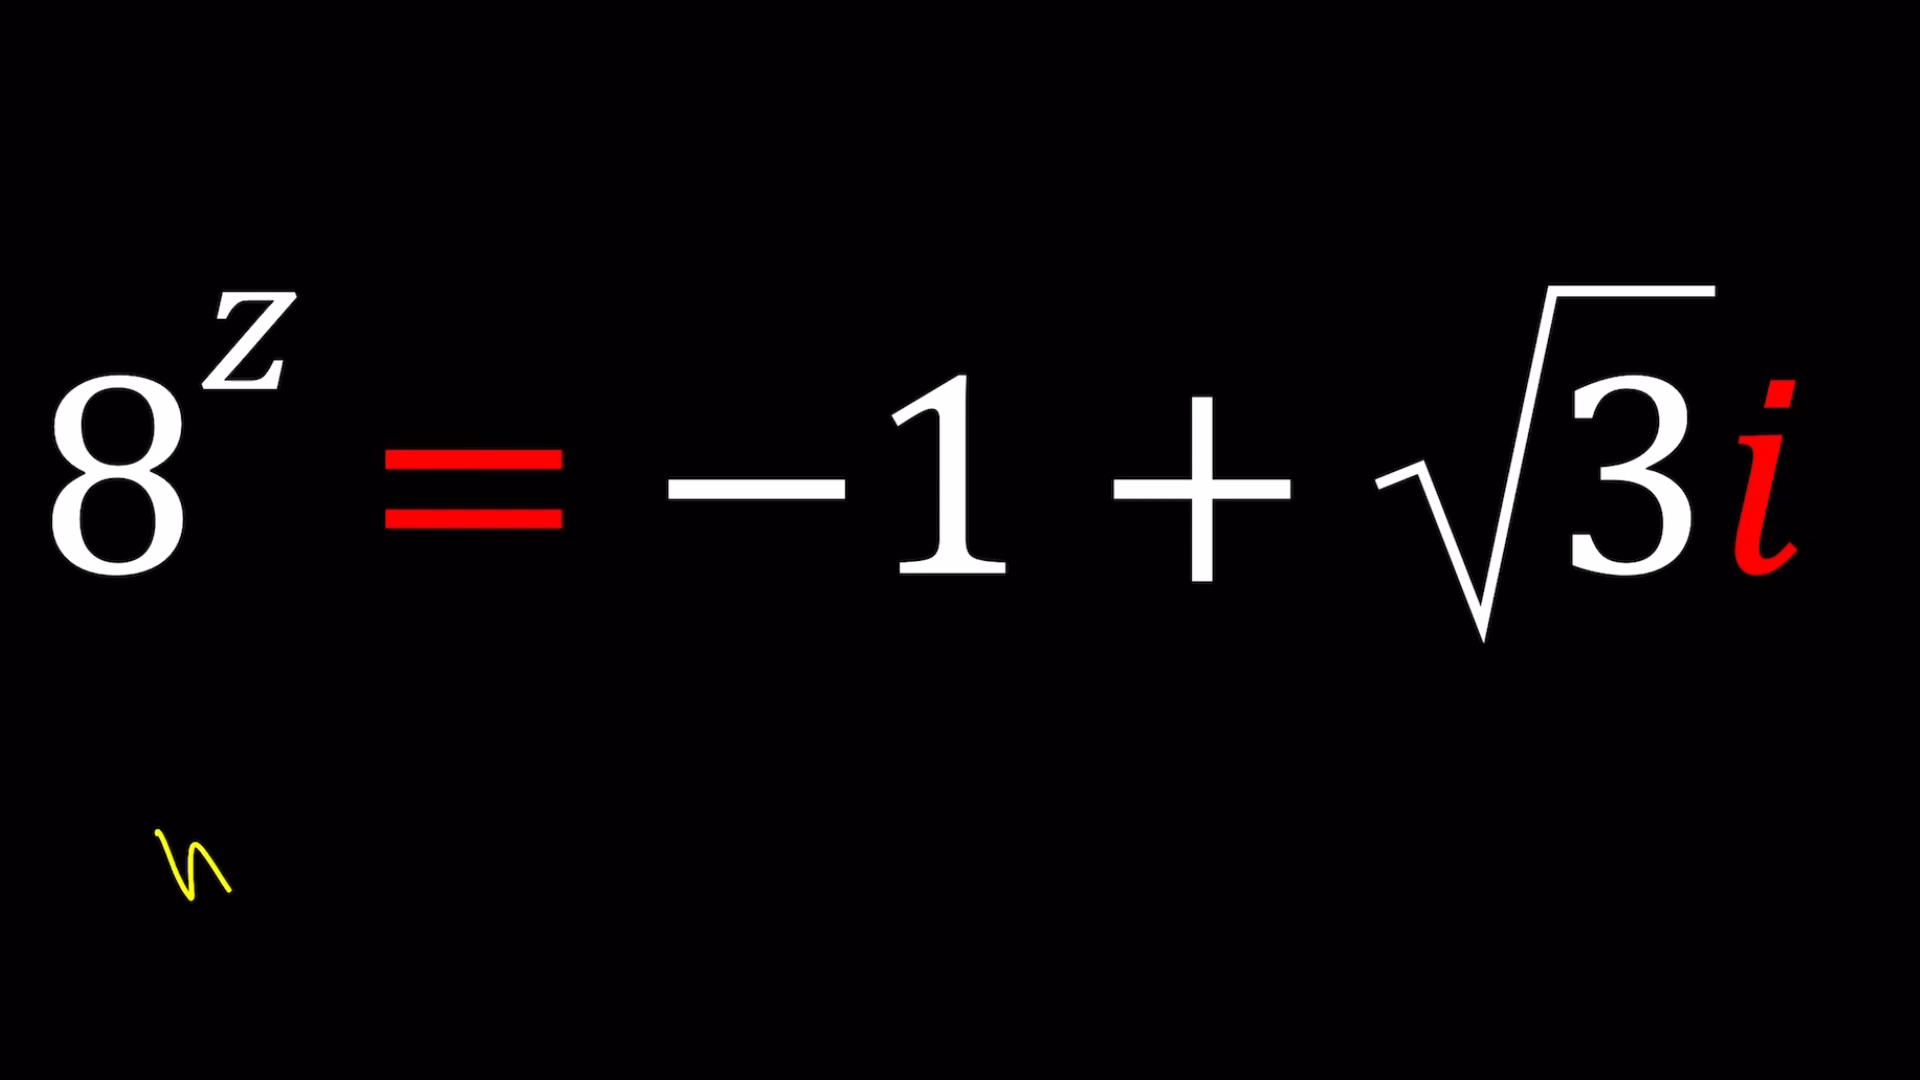 8^z = −1 + √3i